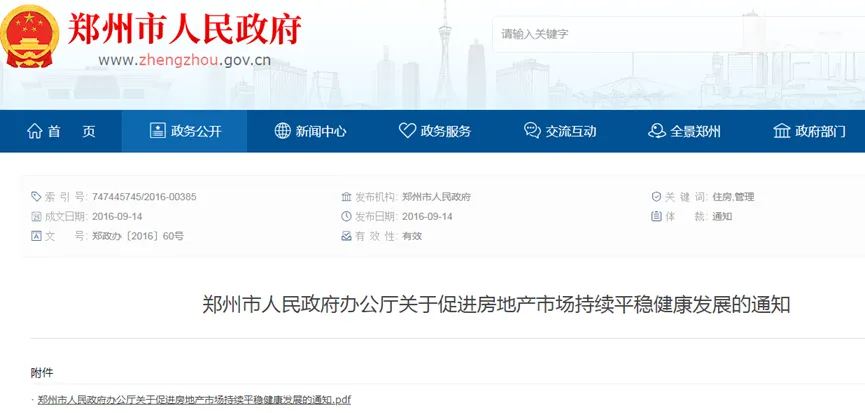 郑州市人民政府
www.zhengzhou.gov.cn
请输入关键字
首 页 政务公开 新闻中心 政务服务 交流互动 全景郑州 政府部门
索 引 号：747445745/2016-00385 发布机构：郑州市人民政府 关 键 词：住房,管理
成文日期：2016-09-14 发布日期：2016-09-14 体 裁：通知
文 号：郑政办〔2016〕60号 有 效 性：有效
郑州市人民政府办公厅关于促进房地产市场持续平稳健康发展的通知
附件
· 郑州市人民政府办公厅关于促进房地产市场持续平稳健康发展的通知.pdf